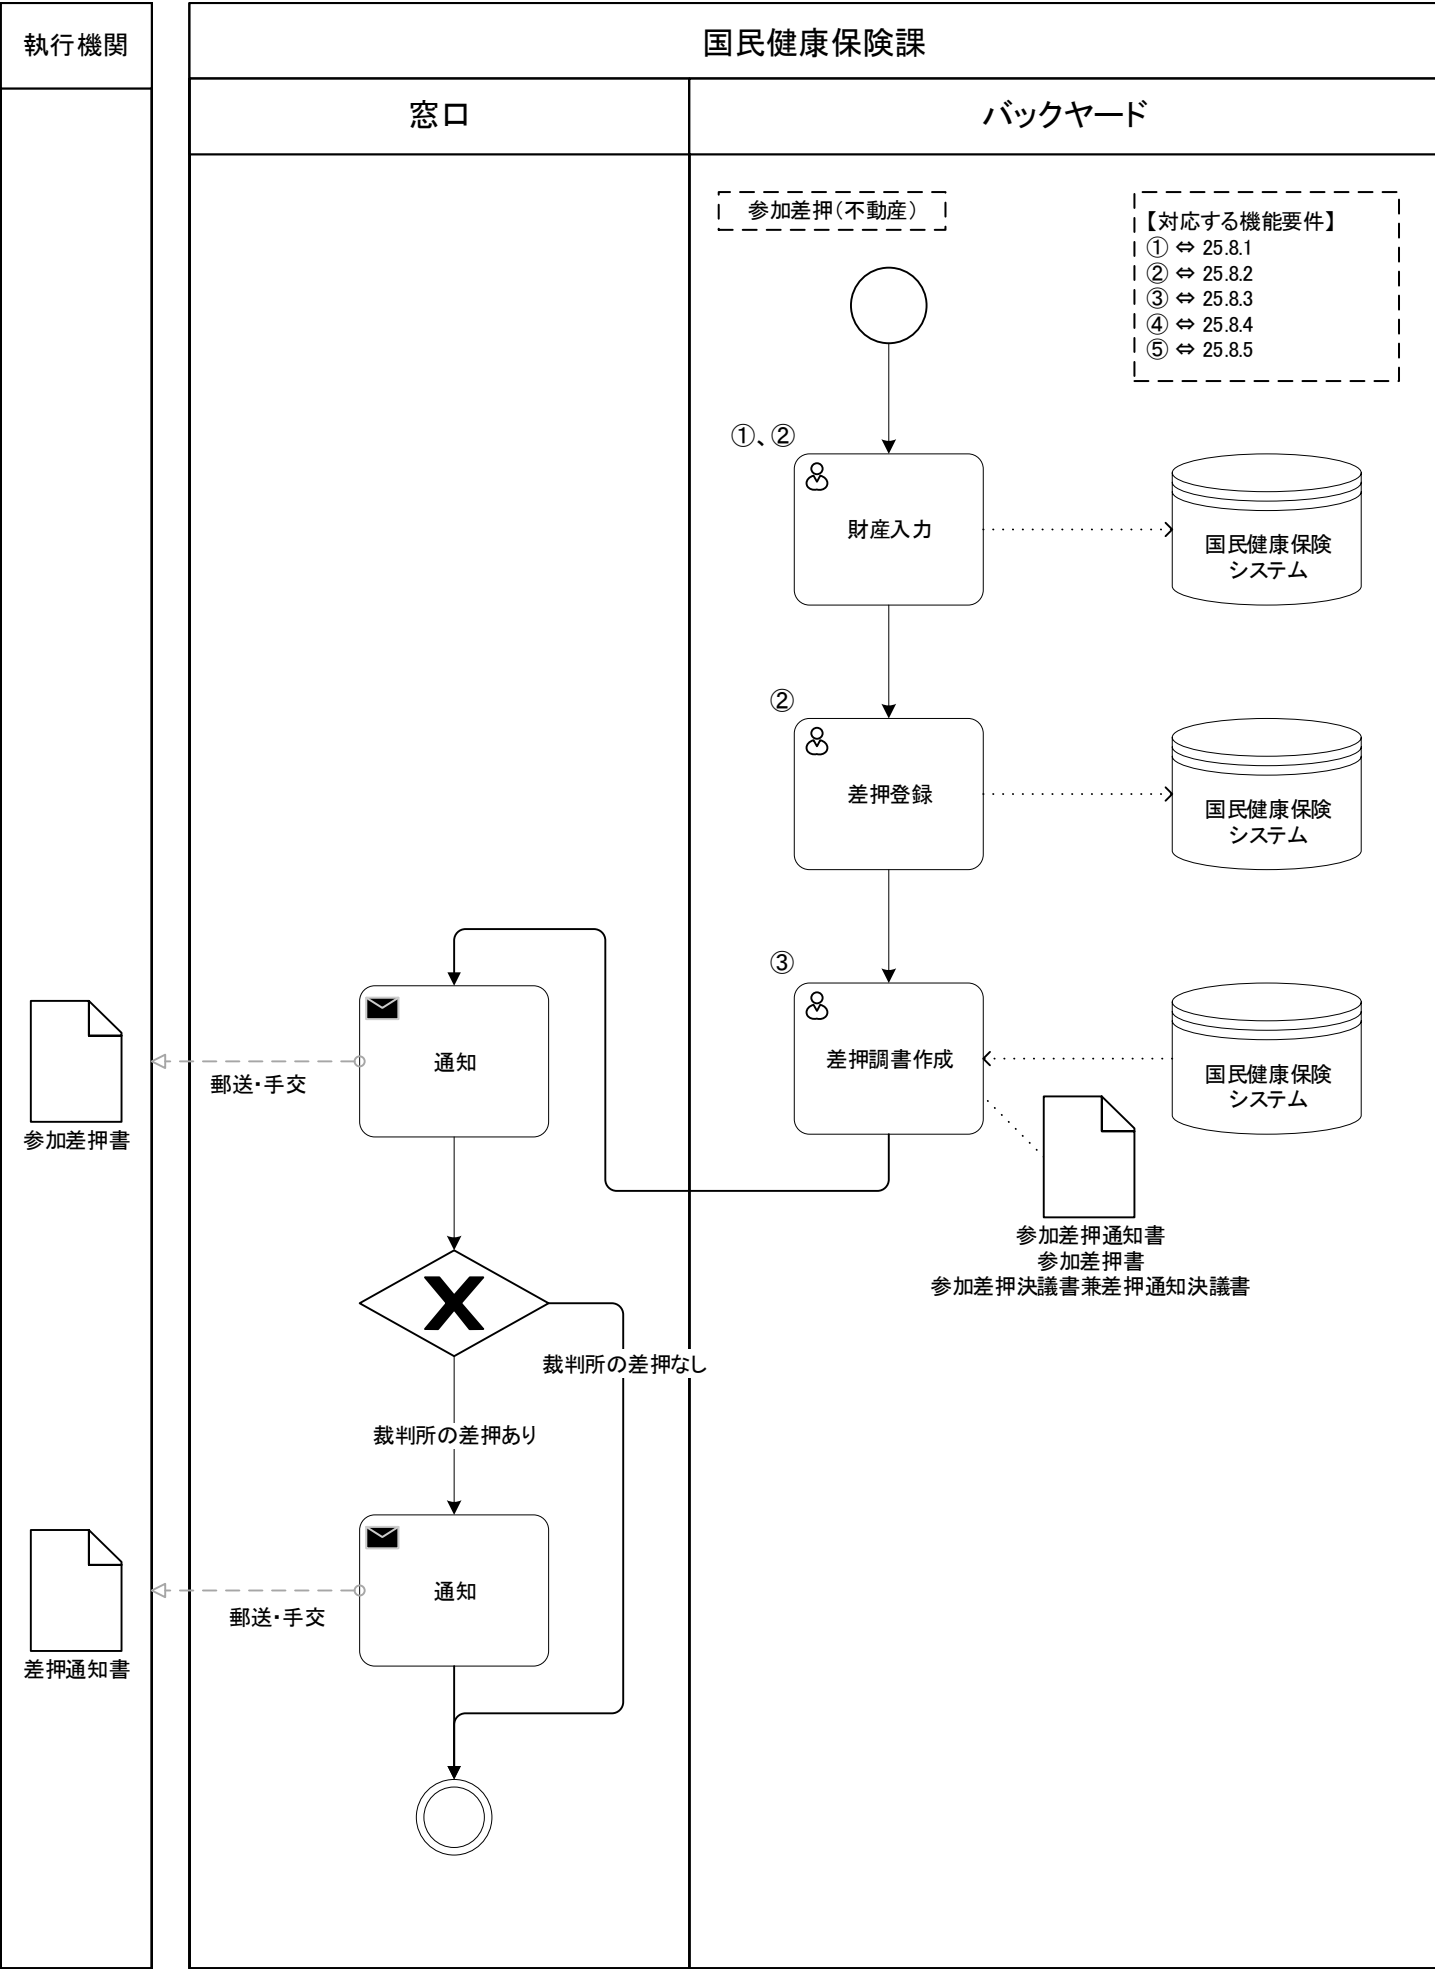 執行機関
国民健康保険課
窓口
バックヤード
参加差押（不動産）
【対応する機能要件】
① ⇔ 25.8.1
② ⇔ 25.8.2
③ ⇔ 25.8.3
④ ⇔ 25.8.4
⑤ ⇔ 25.8.5
①、②
財産入力
国民健康保険
システム
②
差押登録
国民健康保険
システム
③
差押調書作成
国民健康保険
システム
参加差押通知書
参加差押書
参加差押決議書兼差押通知決議書
通知
郵送・手交
参加差押書
裁判所の差押なし
裁判所の差押あり
通知
郵送・手交
差押通知書